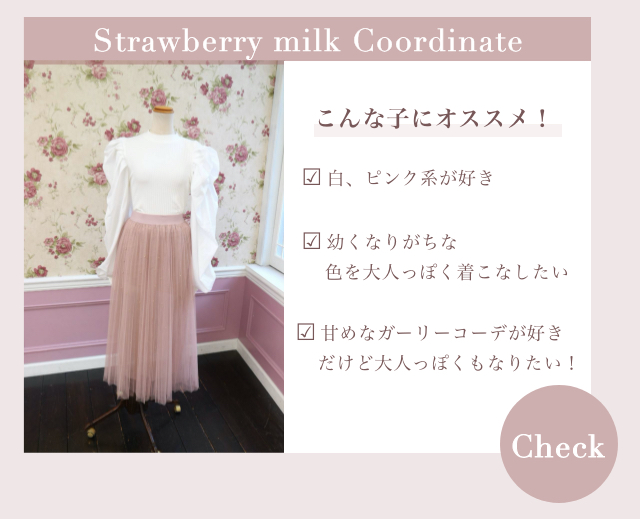 Strawberry milk Coordinate
こんな子にオススメ！
☑白、ピンク系が好き
☑幼くなりがちな
色を大人っぽく着こなしたい
☑甘めなガーリーコーデが好き
だけど大人っぽくもなりたい！
Check